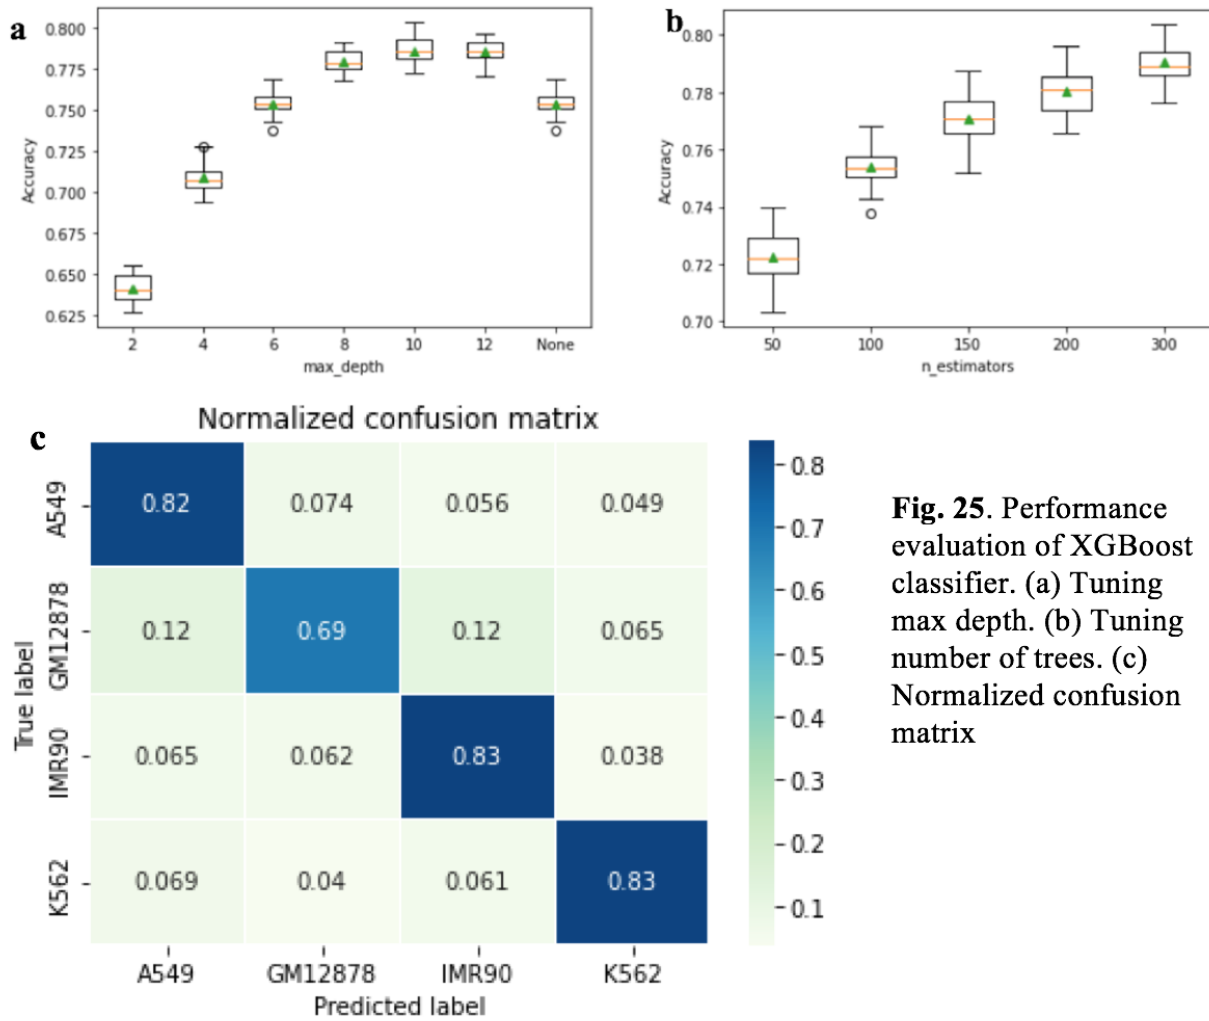 a
0.800
0.775
0.750
0.725
0.700
0.675
0.650
0.625
Accuracy
2 4 6 8 10 12 None
max_depth
b
0.80
0.78
0.76
0.74
0.72
0.70
Accuracy
50 100 150 200 300
n_estimators
c
Normalized confusion matrix
True label
A549
0.82 0.074 0.056 0.049
GM12878
0.12 0.69 0.12 0.065
IMR90
0.065 0.062 0.83 0.038
K562
0.069 0.04 0.061 0.83
A549 GM12878 IMR90 K562
Predicted label
0.8
0.7
0.6
0.5
0.4
0.3
0.2
0.1
Fig. 25. Performance
evaluation of XGBoost
classifier. (a) Tuning
max depth. (b) Tuning
number of trees. (c)
Normalized confusion
matrix